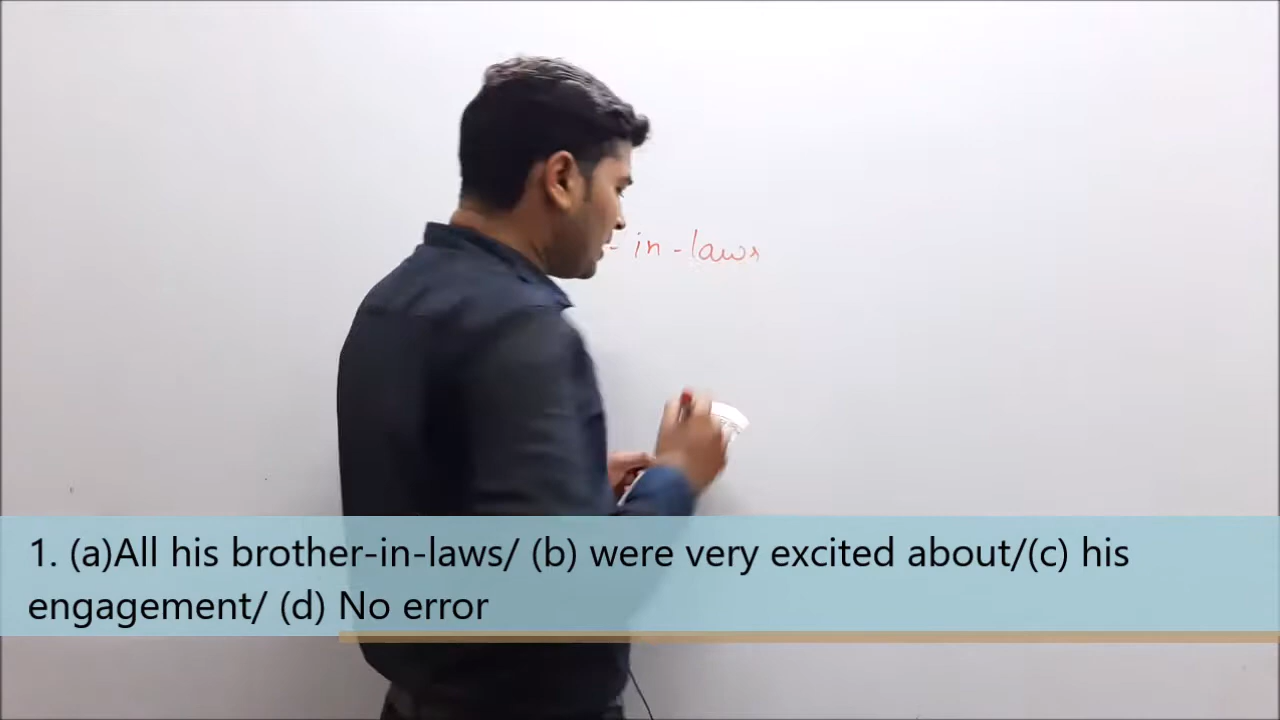 - in - laws
1. (a)All his brother-in-laws/ (b) were very excited about/(c) his
engagement/ (d) No error